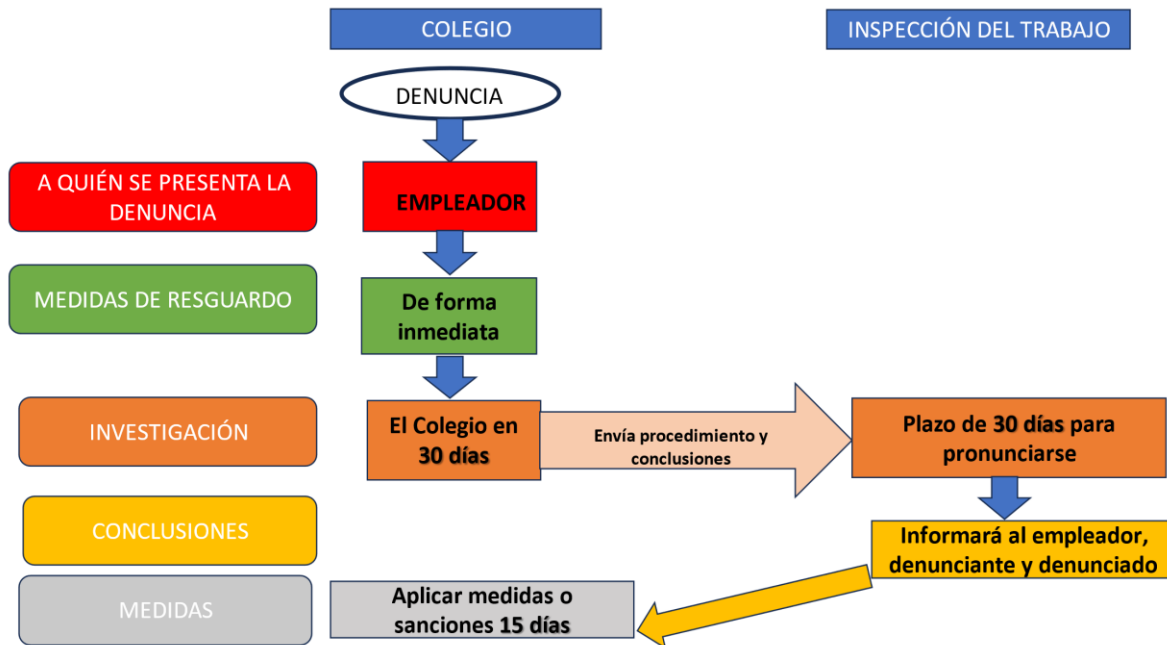 COLEGIO
INSPECCIÓN DEL TRABAJO
DENUNCIA
A QUIÉN SE PRESENTA LA
DENUNCIA
EMPLEADOR
MEDIDAS DE RESGUARDO
De forma
inmediata
INVESTIGACIÓN
El Colegio en
30 días
Envía procedimiento y
conclusiones
Plazo de 30 días para
pronunciarse
CONCLUSIONES
Informará al empleador,
denunciante y denunciado
MEDIDAS
Aplicar medidas o
sanciones 15 días